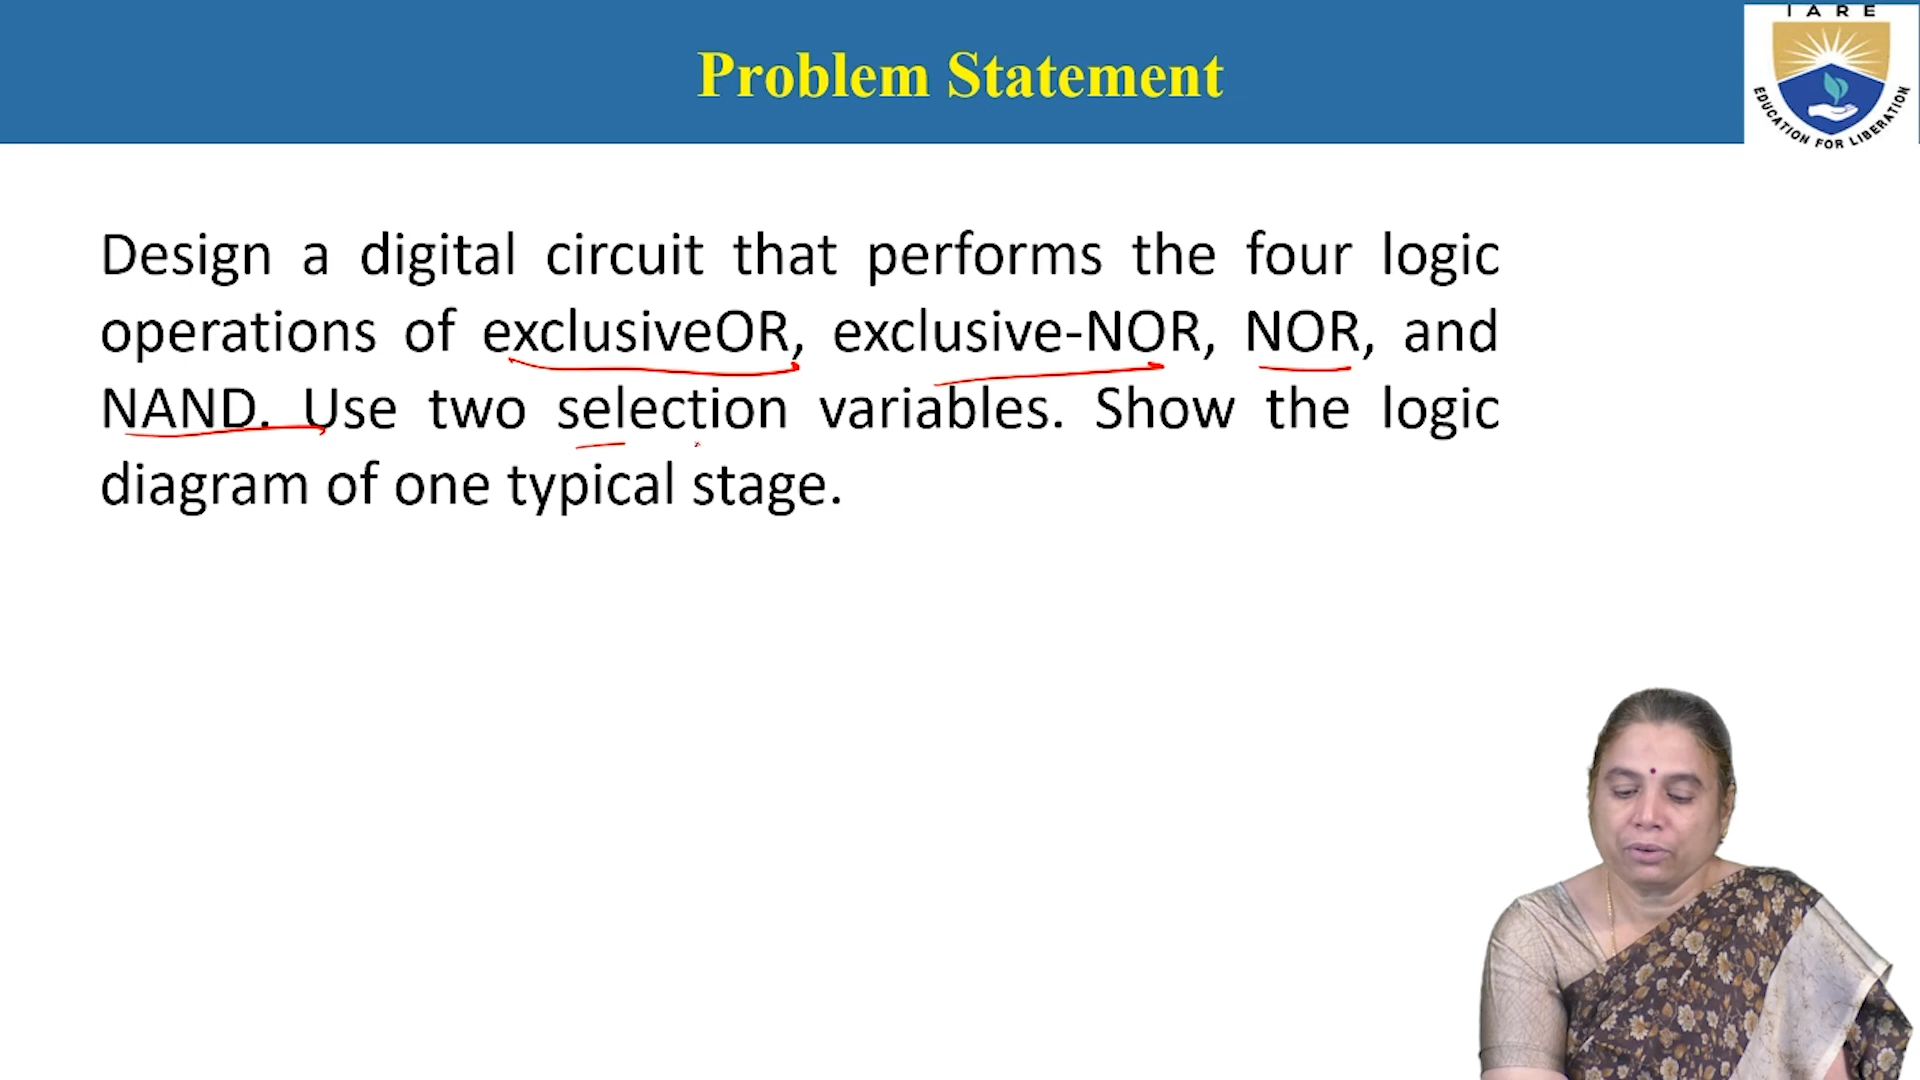 IARE
EDUCATION FOR LIBERATION
Problem Statement
Design a digital circuit that performs the four logic
operations of exclusiveOR, exclusive-NOR, NOR, and
NAND. Use two selection variables. Show the logic
diagram of one typical stage.